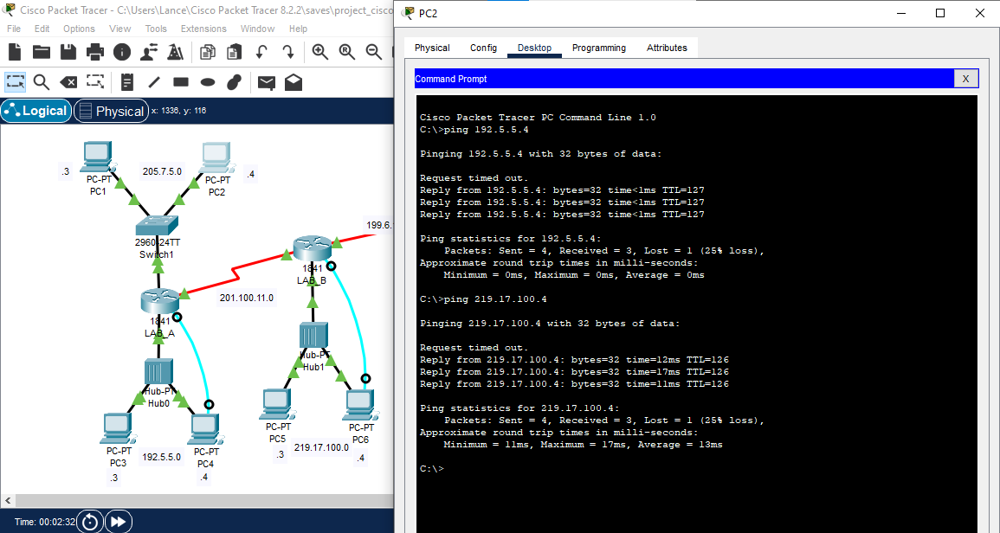 Cisco Packet Tracer - C:\Users\Lance\Cisco Packet Tracer 8.2.2\saves\project_cisco
File Edit Options View Tools Extensions Window Help
Logical Physical x: 1336, y: 116
.3
PC-PT
PC1
205.7.5.0
PC-PT
PC2
.4
2960-24TT
Switch1
199.6.
1841
LAB_B
201.100.11.0
1841
LAB_A
Hub-PT
Hub1
Hub-PT
Hub0
PC-PT
PC5
.3
219.17.100.0
PC-PT
PC6
.4
PC-PT
PC3
.3
192.5.5.0
PC-PT
PC4
.4
Time: 00:02:32
PC2
Physical Config Desktop Programming Attributes
Command Prompt X
Cisco Packet Tracer PC Command Line 1.0
C:\>ping 192.5.5.4
Pinging 192.5.5.4 with 32 bytes of data:
Request timed out.
Reply from 192.5.5.4: bytes=32 time<1ms TTL=127
Reply from 192.5.5.4: bytes=32 time<1ms TTL=127
Reply from 192.5.5.4: bytes=32 time<1ms TTL=127
Ping statistics for 192.5.5.4:
Packets: Sent = 4, Received = 3, Lost = 1 (25% loss),
Approximate round trip times in milli-seconds:
Minimum = 0ms, Maximum = 0ms, Average = 0ms
C:\>ping 219.17.100.4
Pinging 219.17.100.4 with 32 bytes of data:
Request timed out.
Reply from 219.17.100.4: bytes=32 time=12ms TTL=126
Reply from 219.17.100.4: bytes=32 time=17ms TTL=126
Reply from 219.17.100.4: bytes=32 time=11ms TTL=126
Ping statistics for 219.17.100.4:
Packets: Sent = 4, Received = 3, Lost = 1 (25% loss),
Approximate round trip times in milli-seconds:
Minimum = 11ms, Maximum = 17ms, Average = 13ms
C:\>